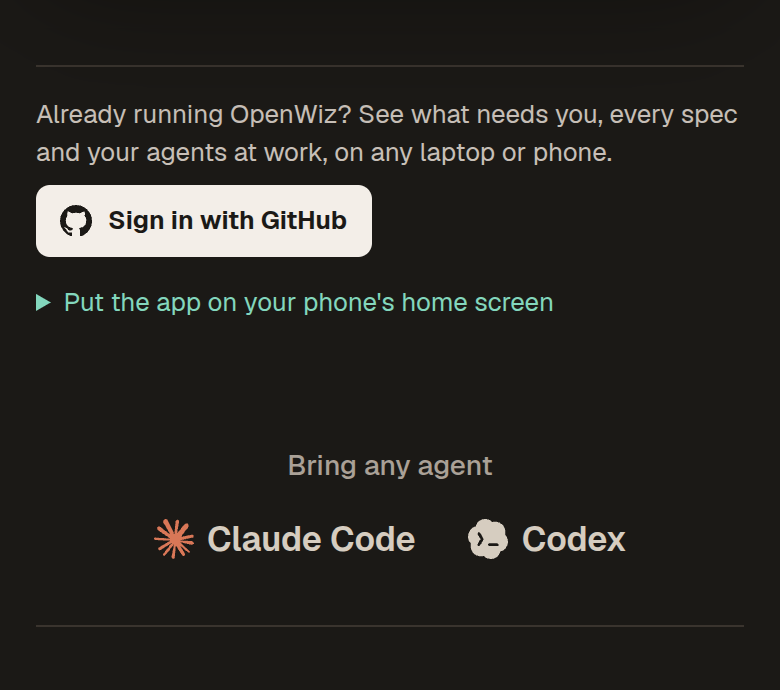 Already running OpenWiz? See what needs you, every spec
and your agents at work, on any laptop or phone.
Sign in with GitHub
Put the app on your phone's home screen
Bring any agent
Claude Code Codex